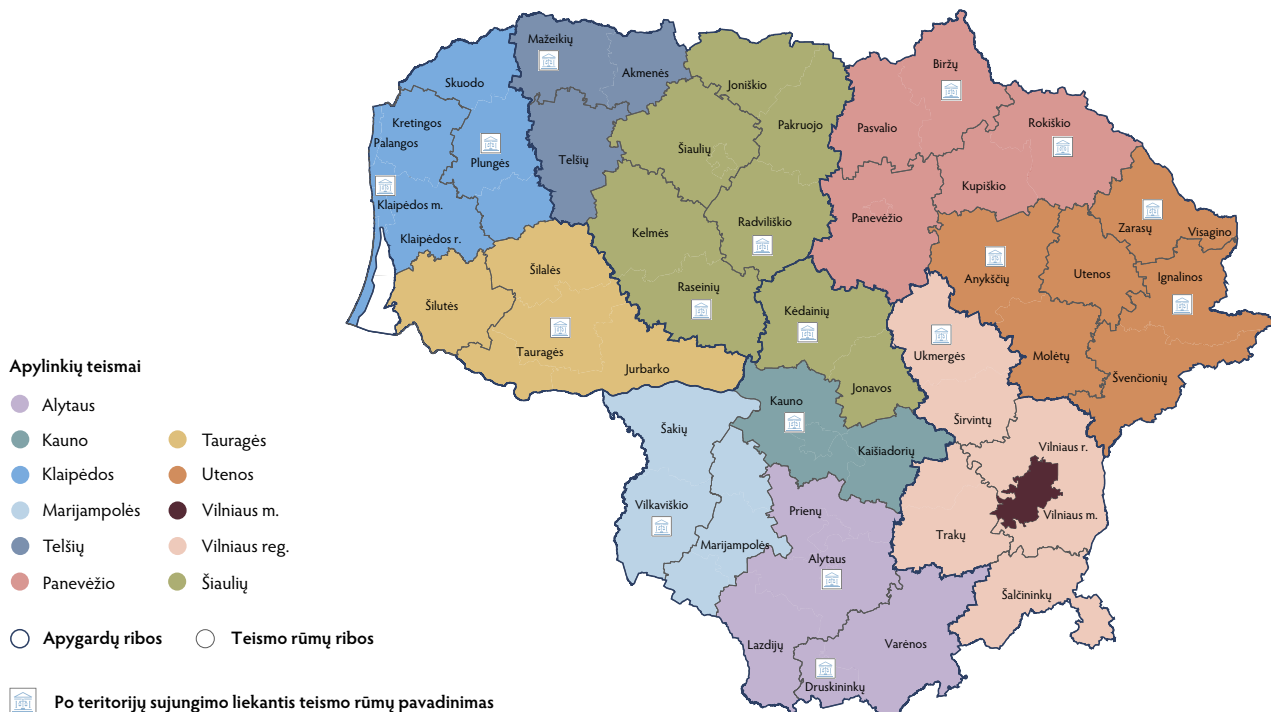 Mažeikių
Akmenės
Skuodo
Joniškio
Biržų
Kretingos
Palangos
Plungės
Telšių
Šiaulių
Pakruojo
Pasvalio
Rokiškio
Klaipėdos m.
Klaipėdos r.
Kelmės
Radviliškio
Panevėžio
Kupiškio
Zarasų
Visagino
Šilalės
Anykščių
Utenos
Ignalinos
Šilutės
Raseinių
Kėdainių
Tauragės
Jurbarko
Ukmergės
Molėtų
Švenčionių
Jonavos
Kauno
Širvintų
Šakių
Kaišiadorių
Vilniaus r.
Vilkaviškio
Prienų
Vilniaus m.
Marijampolės
Trakų
Alytaus
Šalčininkų
Lazdijų
Varėnos
Druskininkų
Apylinkių teismai
Alytaus
Kauno
Klaipėdos
Marijampolės
Telšių
Panevėžio
Tauragės
Utenos
Vilniaus m.
Vilniaus reg.
Šiaulių
Apygardų ribos
Teismo rūmų ribos
Po teritorijų sujungimo liekantis teismo rūmų pavadinimas